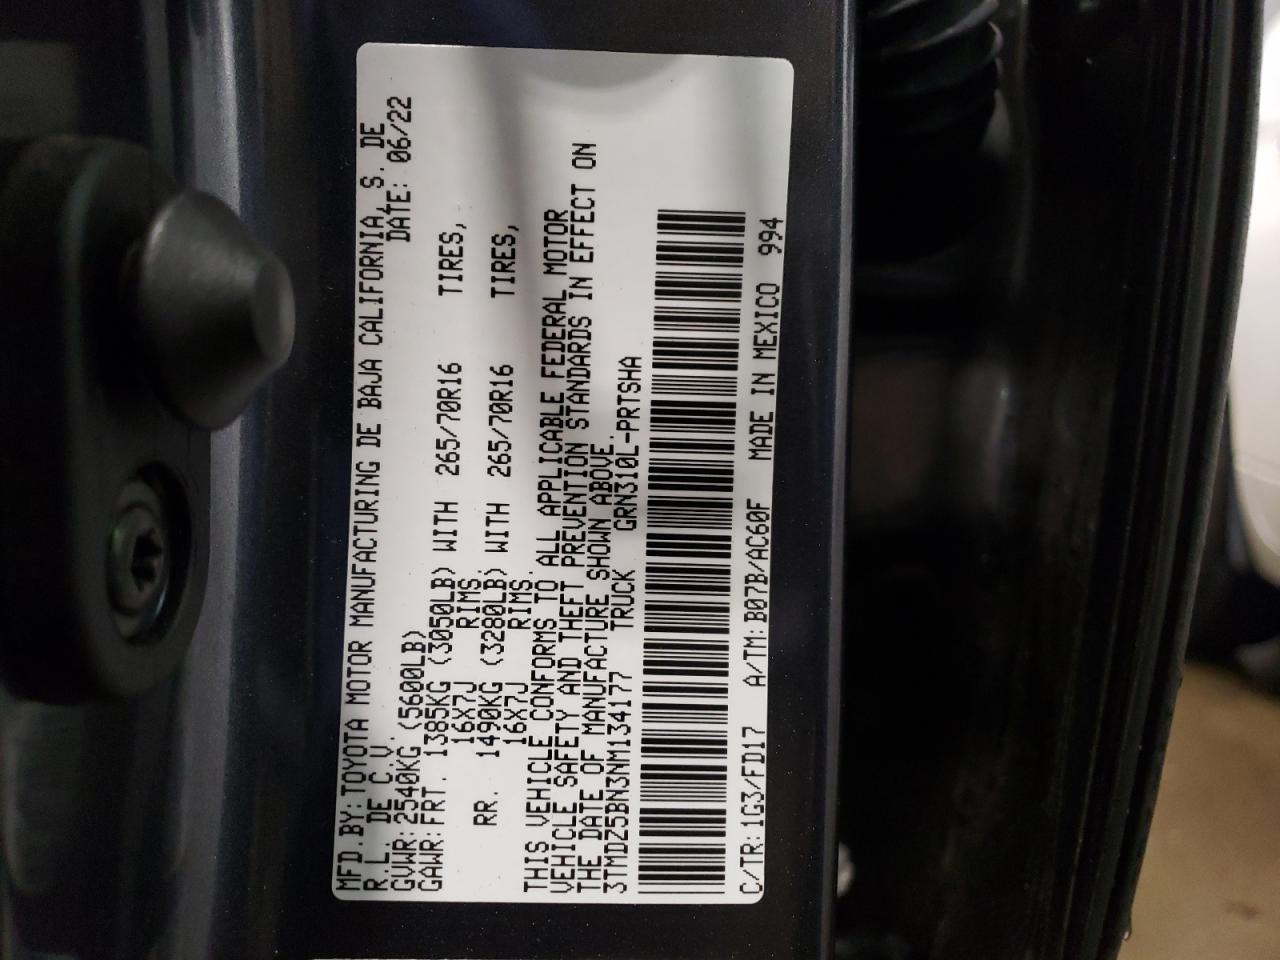 MFD.BY:TOYOTA MOTOR MANUFACTURING DE BAJA CALIFORNIA,S. DE
R.L. DE C.V. DATE: 06/22
GVWR:2540KG (5600LB)
GAWR:FRT. 1385KG (3050LB) WITH 265/70R16 TIRES,
16X7J RIMS.
RR. 1490KG (3280LB) WITH 265/70R16 TIRES,
16X7J RIMS.
THIS VEHICLE CONFORMS TO ALL APPLICABLE FEDERAL MOTOR
VEHICLE SAFETY AND THEFT PREVENTION STANDARDS IN EFFECT ON
THE DATE OF MANUFACTURE SHOWN ABOVE.
3TMDZ5BN3NM134177 TRUCK GRN310L-PRTSHA
C/TR:1G3/FD17 A/TM:B07B/AC60F MADE IN MEXICO 994